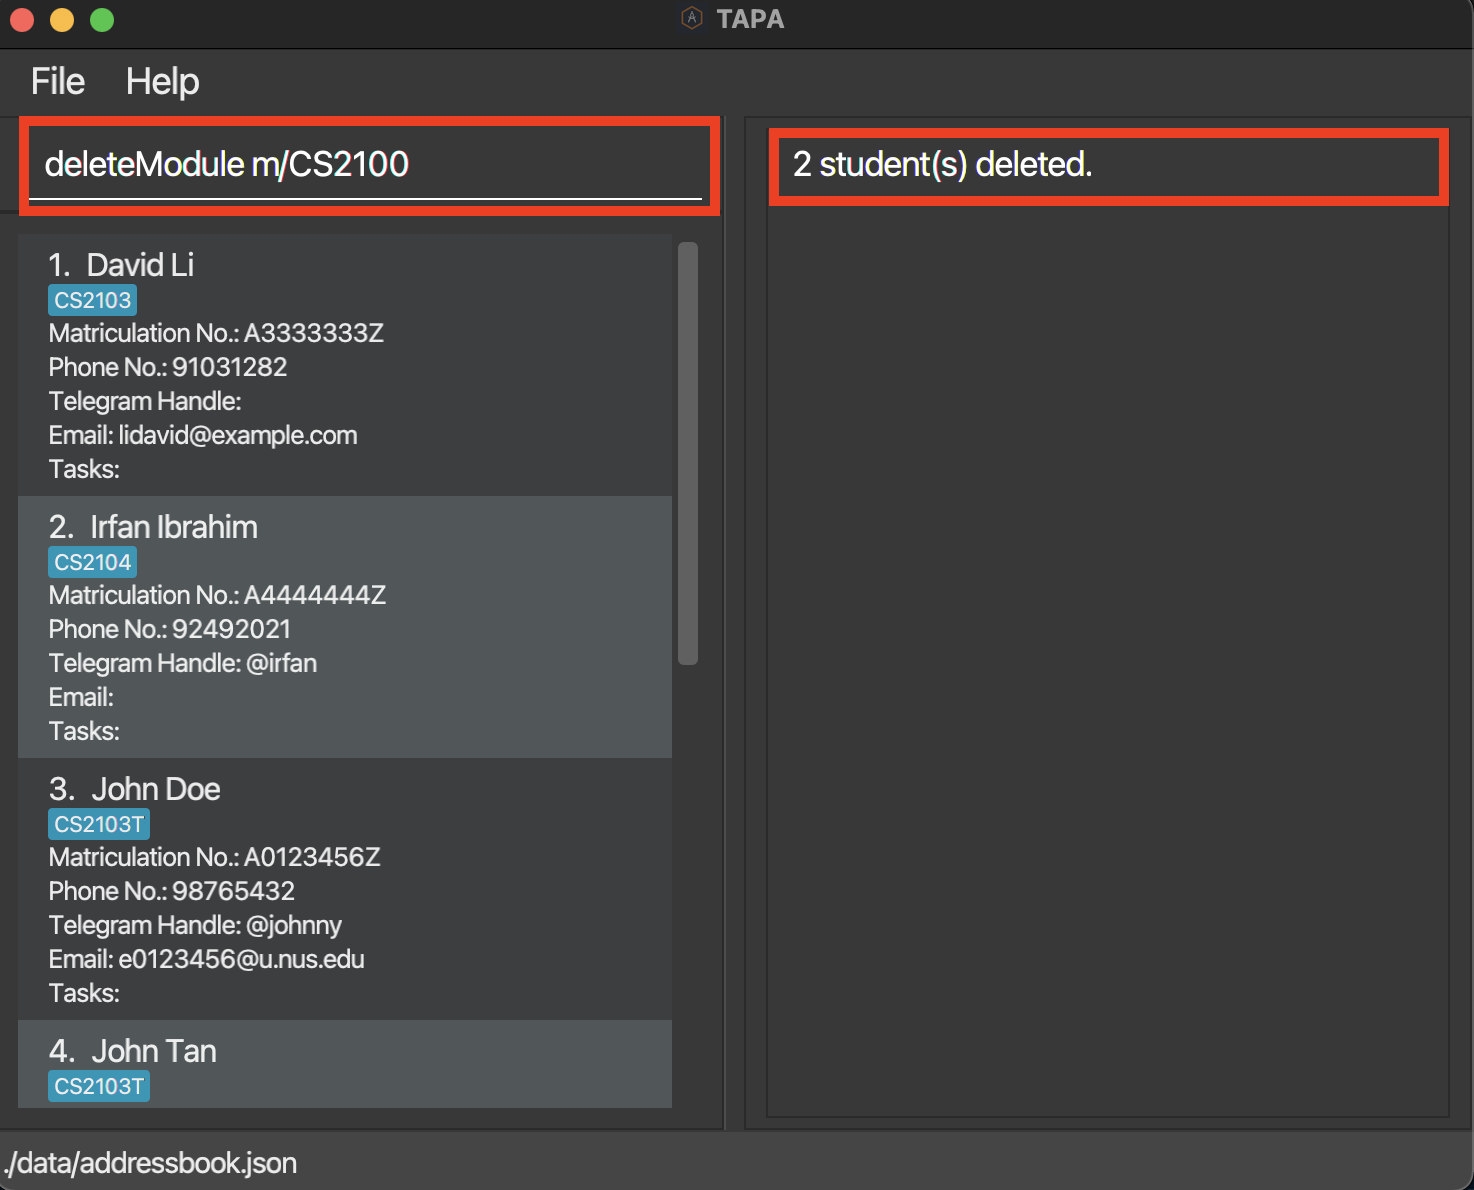 TAPA
File Help
deleteModule m/CS2100
2 student(s) deleted.
1. David Li
CS2103
Matriculation No.: A3333333Z
Phone No.: 91031282
Telegram Handle:
Email: lidavid@example.com
Tasks:
2. Irfan Ibrahim
CS2104
Matriculation No.: A4444444Z
Phone No.: 92492021
Telegram Handle: @irfan
Email:
Tasks:
3. John Doe
CS2103T
Matriculation No.: A0123456Z
Phone No.: 98765432
Telegram Handle: @johnny
Email: e0123456@u.nus.edu
Tasks:
4. John Tan
CS2103T
./data/addressbook.json